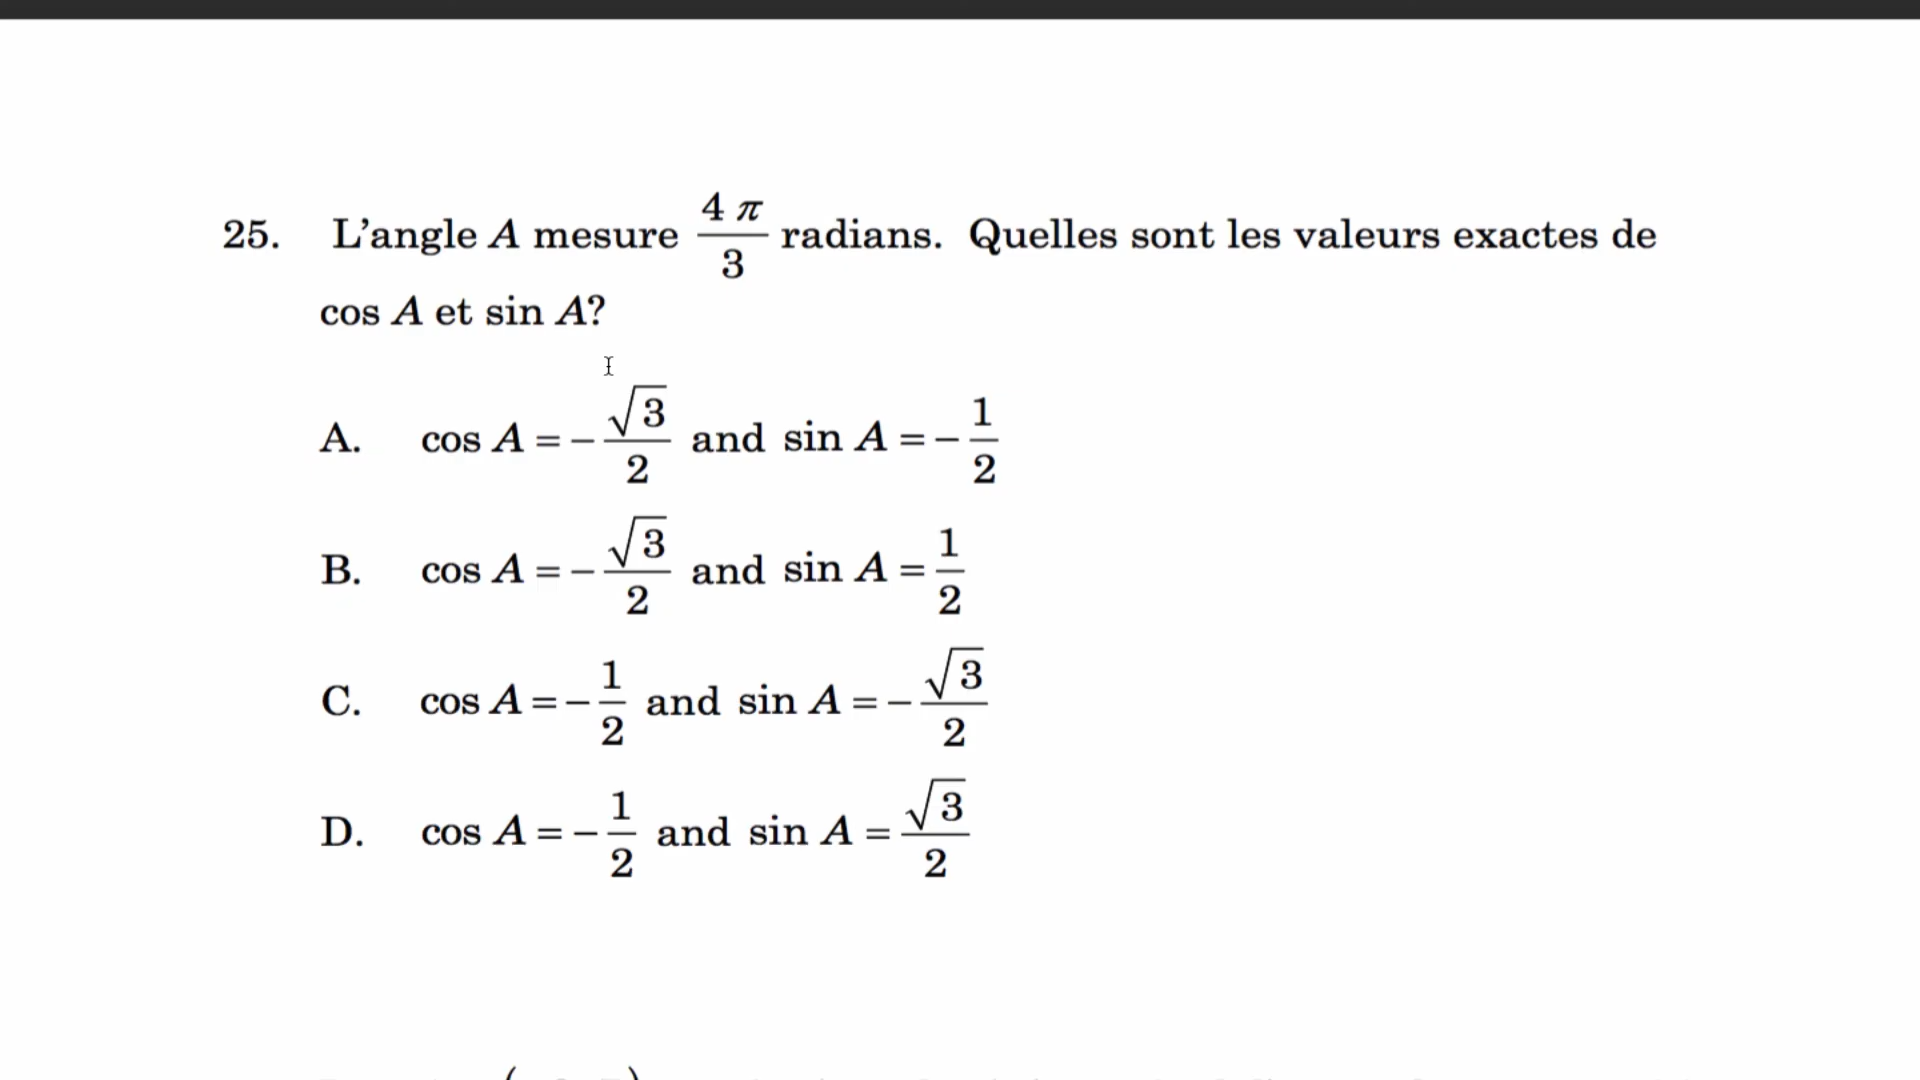 25. L'angle A mesure 4 π/3 radians. Quelles sont les valeurs exactes de
cos A et sin A?
A. cos A = −√3/2 and sin A = −1/2
B. cos A = −√3/2 and sin A = 1/2
C. cos A = −1/2 and sin A = −√3/2
D. cos A = −1/2 and sin A = √3/2